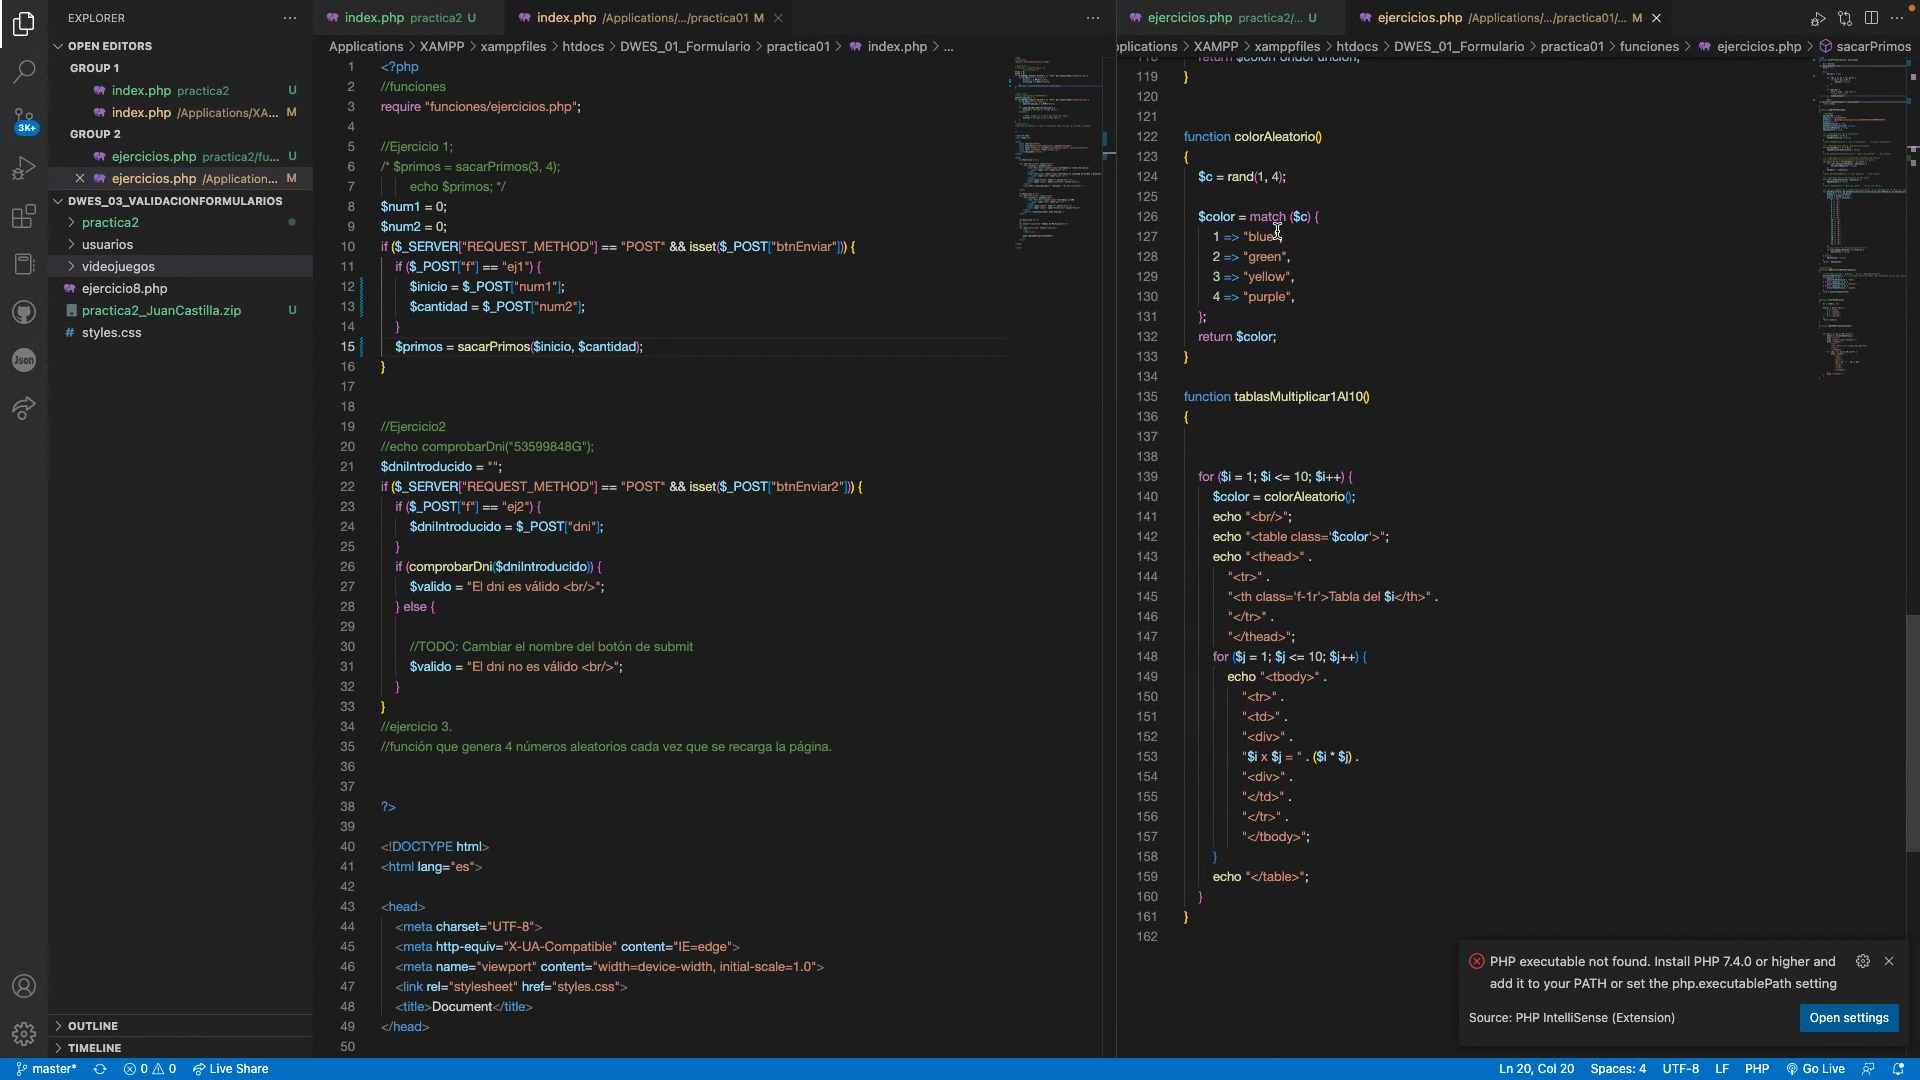 EXPLORER
OPEN EDITORS
GROUP 1
index.php practica2 U
index.php /Applications/XA... M
GROUP 2
ejercicios.php practica2/fu... U
ejercicios.php /Application... M
DWES_03_VALIDACIONFORMULARIOS
practica2
usuarios
videojuegos
ejercicio8.php
practica2_JuanCastilla.zip U
# styles.css
OUTLINE
TIMELINE
3K+
Json
index.php practica2 U
index.php /Applications/.../practica01 M
Applications > XAMPP > xamppfiles > htdocs > DWES_01_Formulario > practica01 > index.php > ...
1 <?php
2 //funciones
3 require "funciones/ejercicios.php";
4
5 //Ejercicio 1;
6 /* $primos = sacarPrimos(3, 4);
7 echo $primos; */
8 $num1 = 0;
9 $num2 = 0;
10 if ($_SERVER["REQUEST_METHOD"] == "POST" && isset($_POST["btnEnviar"])) {
11 if ($_POST["f"] == "ej1") {
12 $inicio = $_POST["num1"];
13 $cantidad = $_POST["num2"];
14 }
15 $primos = sacarPrimos($inicio, $cantidad);
16 }
17
18
19 //Ejercicio2
20 //echo comprobarDni("53599848G");
21 $dniIntroducido = "";
22 if ($_SERVER["REQUEST_METHOD"] == "POST" && isset($_POST["btnEnviar2"])) {
23 if ($_POST["f"] == "ej2") {
24 $dniIntroducido = $_POST["dni"];
25 }
26 if (comprobarDni($dniIntroducido)) {
27 $valido = "El dni es válido <br/>";
28 } else {
29
30 //TODO: Cambiar el nombre del botón de submit
31 $valido = "El dni no es válido <br/>";
32 }
33 }
34 //ejercicio 3.
35 //función que genera 4 números aleatorios cada vez que se recarga la página.
36
37
38 ?>
39
40 <!DOCTYPE html>
41 <html lang="es">
42
43 <head>
44 <meta charset="UTF-8">
45 <meta http-equiv="X-UA-Compatible" content="IE=edge">
46 <meta name="viewport" content="width=device-width, initial-scale=1.0">
47 <link rel="stylesheet" href="styles.css">
48 <title>Document</title>
49 </head>
50
ejercicios.php practica2/... U
ejercicios.php /Applications/.../practica01/... M
plications > XAMPP > xamppfiles > htdocs > DWES_01_Formulario > practica01 > funciones > ejercicios.php > sacarPrimos
119 }
120
121
122 function colorAleatorio()
123 {
124 $c = rand(1, 4);
125
126 $color = match ($c) {
127 1 => "blue",
128 2 => "green",
129 3 => "yellow",
130 4 => "purple",
131 };
132 return $color;
133 }
134
135 function tablasMultiplicar1Al10()
136 {
137
138
139 for ($i = 1; $i <= 10; $i++) {
140 $color = colorAleatorio();
141 echo "<br/>";
142 echo "<table class='$color'>";
143 echo "<thead>" .
144 "<tr>" .
145 "<th class='f-1r'>Tabla del $i</th>" .
146 "</tr>" .
147 "</thead>";
148 for ($j = 1; $j <= 10; $j++) {
149 echo "<tbody>" .
150 "<tr>" .
151 "<td>" .
152 "<div>" .
153 "$i x $j = " . ($i * $j) .
154 "<div>" .
155 "</td>" .
156 "</tr>" .
157 "</tbody>";
158 }
159 echo "</table>";
160 }
161 }
162
PHP executable not found. Install PHP 7.4.0 or higher and
add it to your PATH or set the php.executablePath setting
Source: PHP IntelliSense (Extension)
Open settings
master* 0 0 Live Share
Ln 20, Col 20 Spaces: 4 UTF-8 LF PHP Go Live